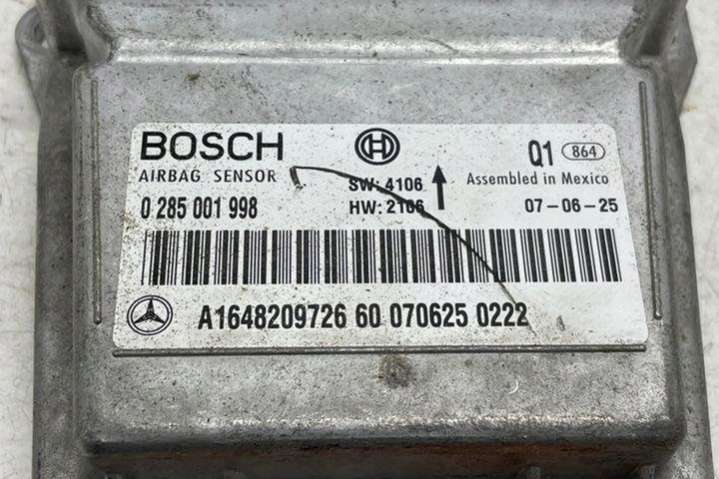 BOSCH
Q1 864
AIRBAG SENSOR
SW: 4106
Assembled in Mexico
0 285 001 998
HW: 2106
07-06-25
A1648209726 60 070625 0222